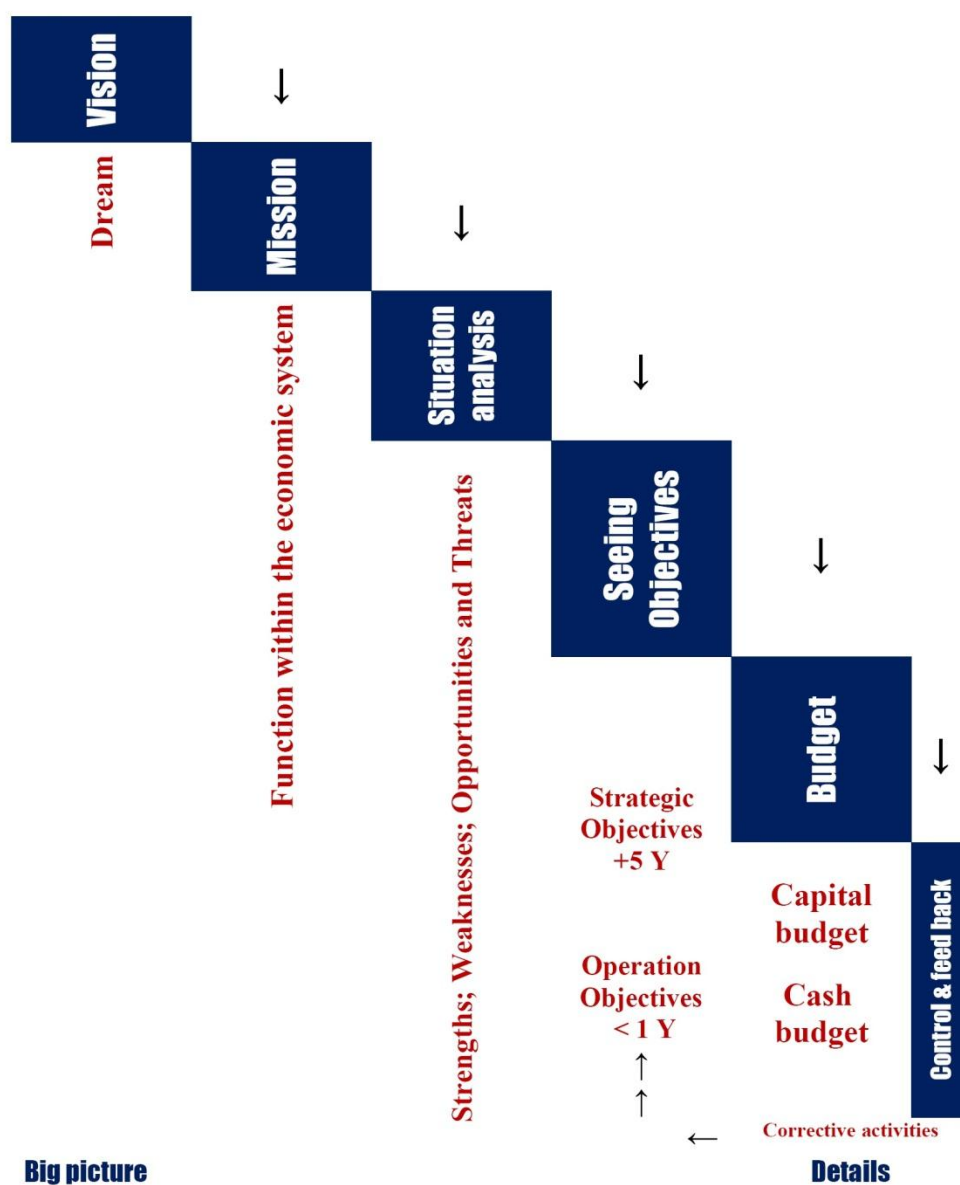 Vision
↓
Dream
Mission
↓
Function within the economic system
Situation
analysis
↓
Strengths; Weaknesses; Opportunities and Threats
Seeing
Objectives
↓
Strategic
Objectives
+5 Y
Operation
Objectives
< 1 Y
↑
↑
Budget
↓
Capital
budget
Cash
budget
Control & feed back
← Corrective activities
Big picture
Details